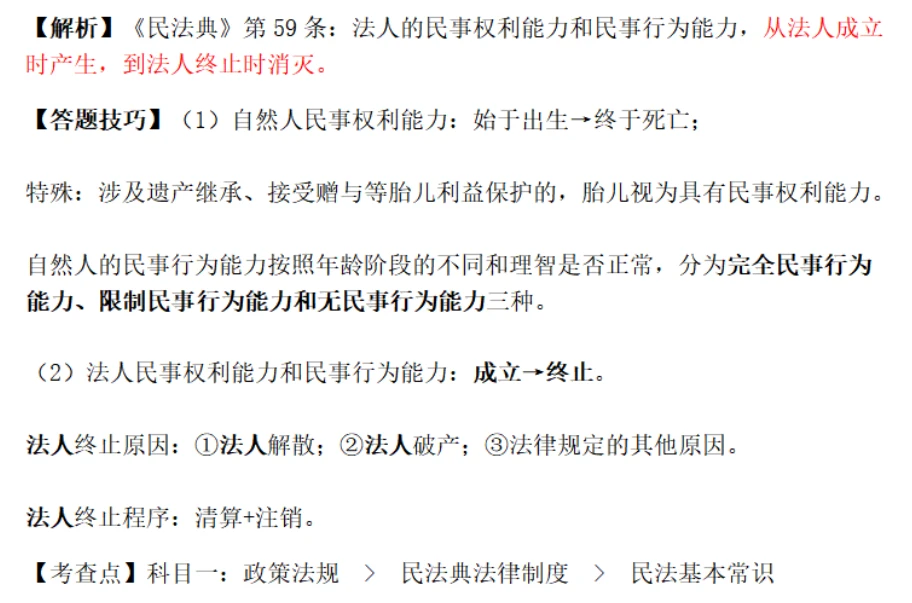 【解析】《民法典》第 59 条：法人的民事权利能力和民事行为能力，从法人成立
时产生，到法人终止时消灭。
【答题技巧】（1）自然人民事权利能力：始于出生→终于死亡；
特殊：涉及遗产继承、接受赠与等胎儿利益保护的，胎儿视为具有民事权利能力。
自然人的民事行为能力按照年龄阶段的不同和理智是否正常，分为完全民事行为
能力、限制民事行为能力和无民事行为能力三种。
（2）法人民事权利能力和民事行为能力：成立→终止。
法人终止原因：①法人解散；②法人破产；③法律规定的其他原因。
法人终止程序：清算+注销。
【考查点】科目一：政策法规 > 民法典法律制度 > 民法基本常识